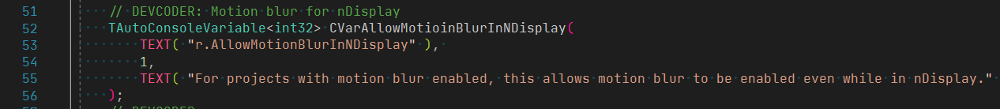 51 // DEVCODER: Motion blur for nDisplay
52 TAutoConsoleVariable<int32> CVarAllowMotioinBlurInNDisplay(
53 TEXT( "r.AllowMotionBlurInNDisplay" ),
54 1,
55 TEXT( "For projects with motion blur enabled, this allows motion blur to be enabled even while in nDisplay."
56 );
57 // DEVCODER